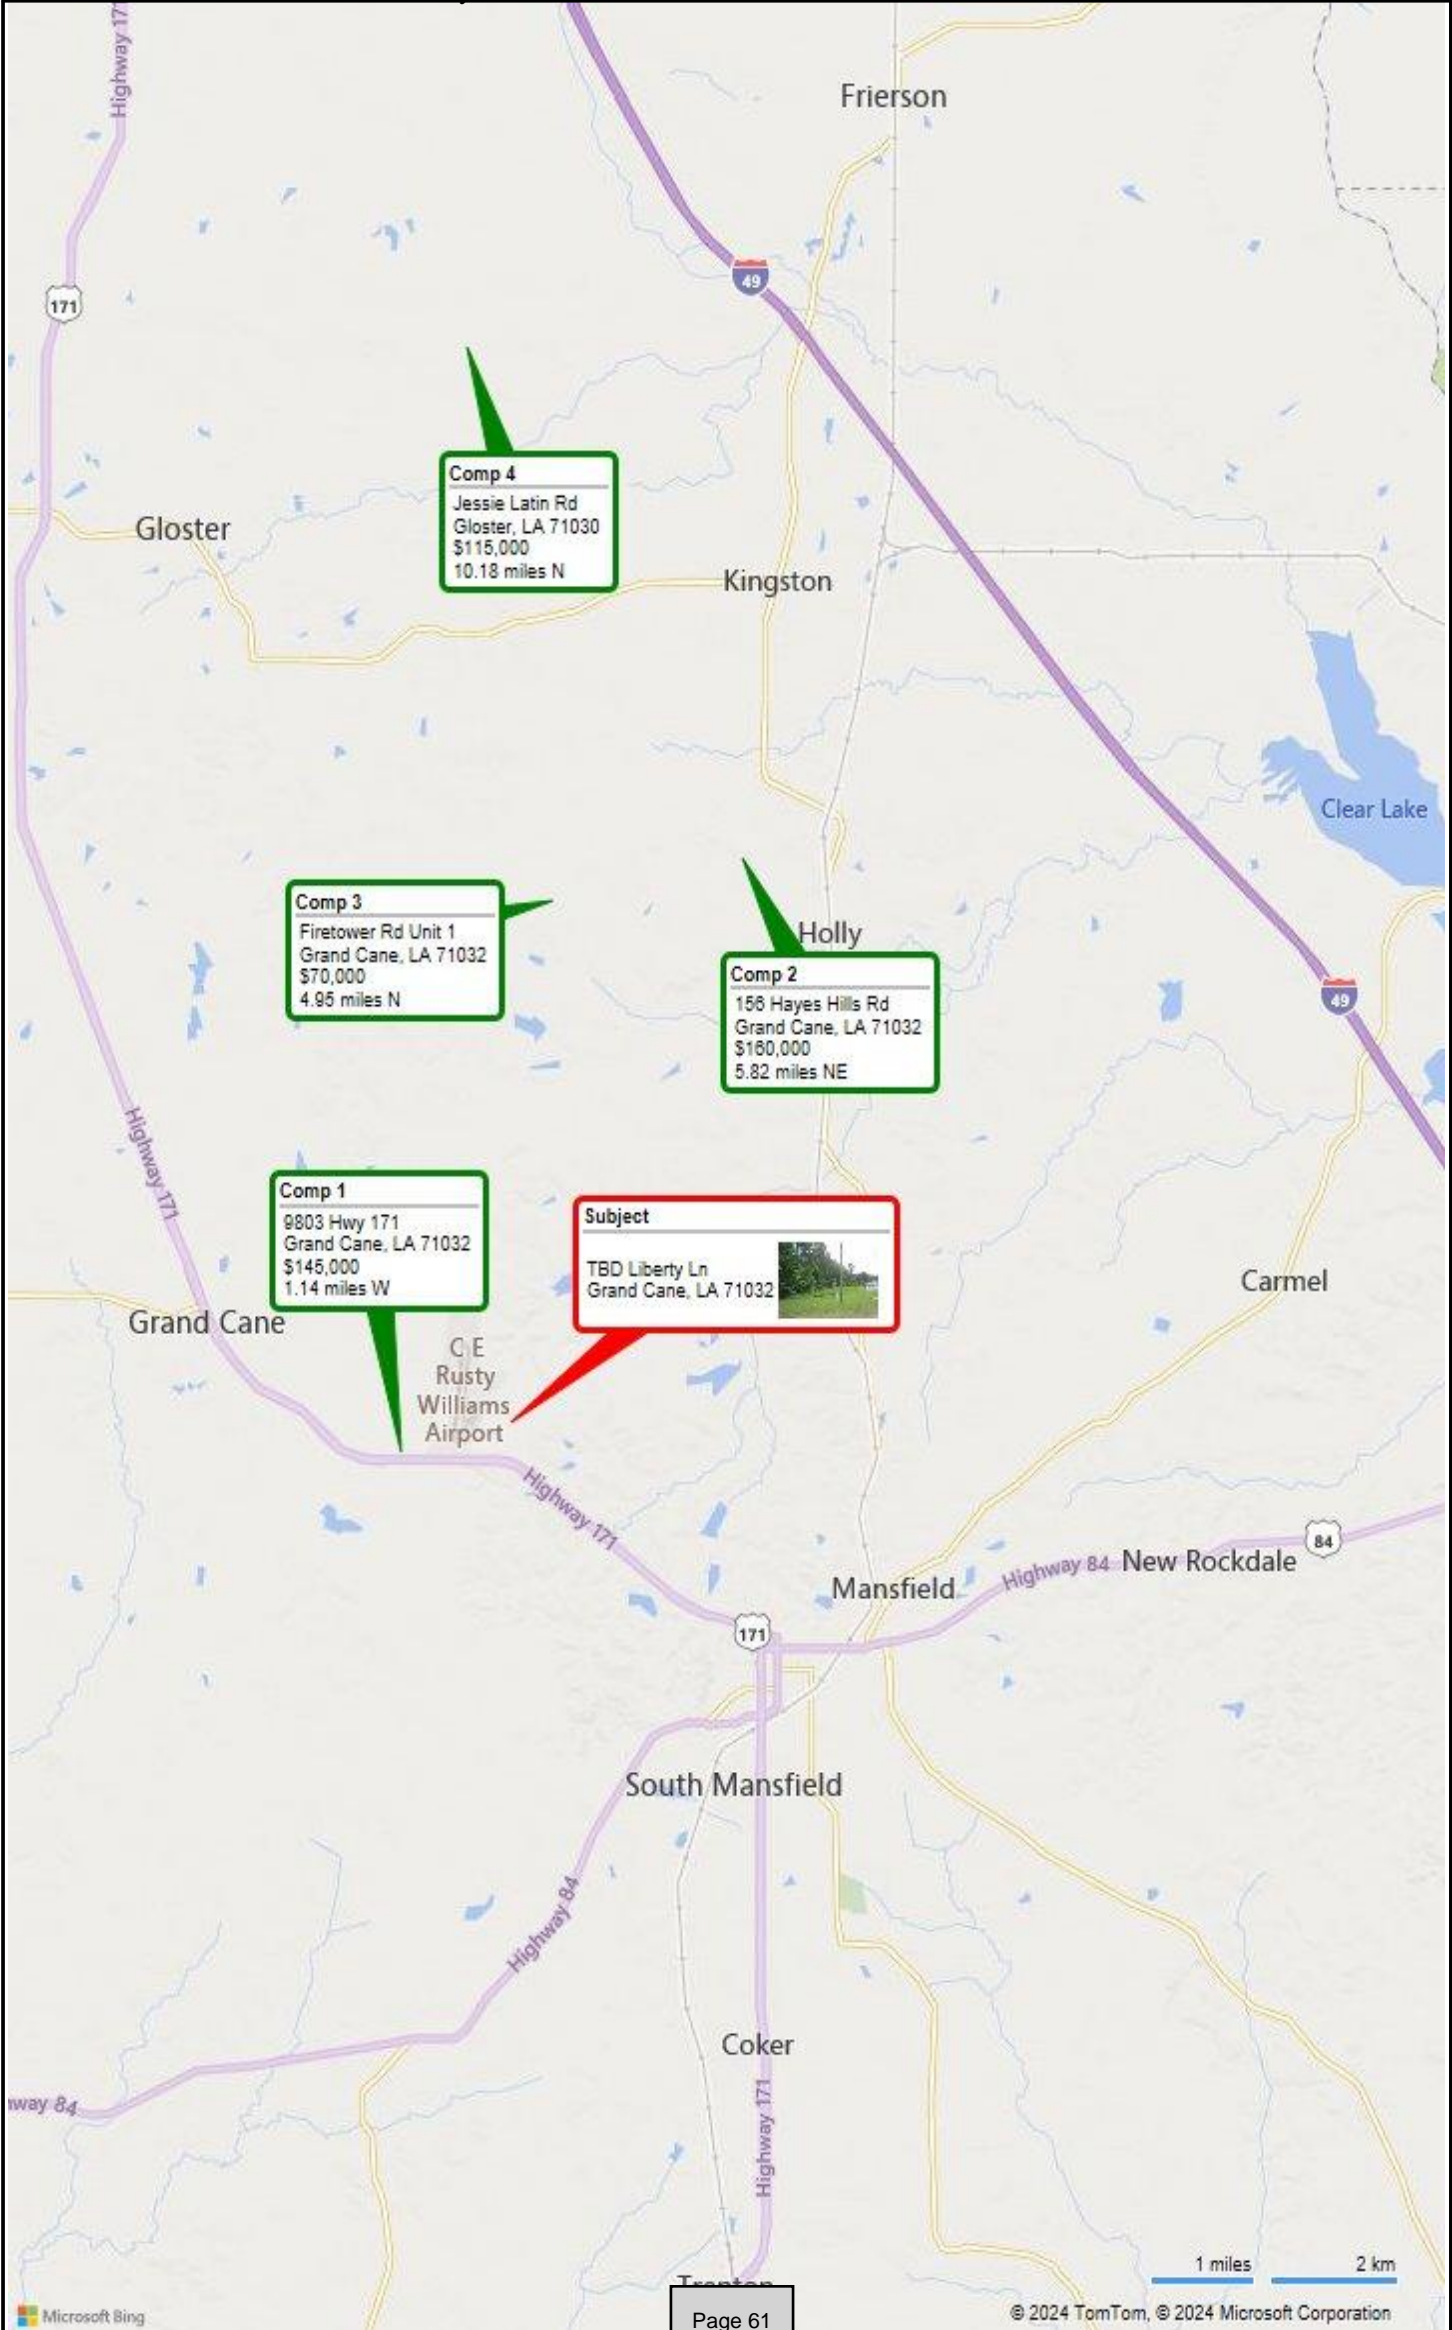 Highway 171
Frierson
49
171
Comp 4
Jessie Latin Rd
Gloster, LA 71030
$115,000
10.18 miles N
Gloster
Kingston
Clear Lake
Comp 3
Firetower Rd Unit 1
Grand Cane, LA 71032
$70,000
4.95 miles N
Holly
Comp 2
156 Hayes Hills Rd
Grand Cane, LA 71032
$160,000
5.82 miles NE
49
Highway 171
Comp 1
9803 Hwy 171
Grand Cane, LA 71032
$145,000
1.14 miles W
Subject
TBD Liberty Ln
Grand Cane, LA 71032
Carmel
Grand Cane
C E
Rusty
Williams
Airport
Highway 171
84
New Rockdale
Highway 84
Mansfield
171
South Mansfield
Highway 84
Coker
way 84
Highway 171
1 miles
2 km
Microsoft Bing
Page 61
© 2024 TomTom, © 2024 Microsoft Corporation